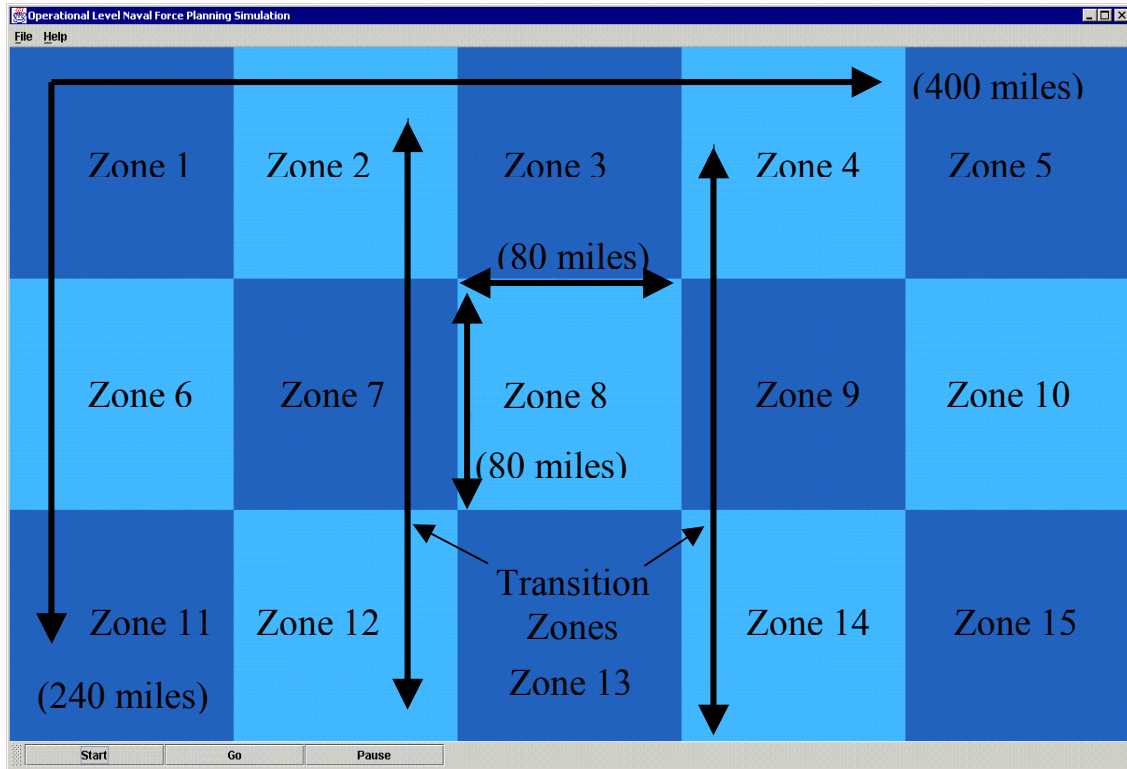 Operational Level Naval Force Planning Simulation
File Help
(400 miles)
Zone 1 Zone 2 Zone 3 Zone 4 Zone 5
(80 miles)
Zone 6 Zone 7 Zone 8 Zone 9 Zone 10
(80 miles)
Transition
Zones
Zone 11 Zone 12 Zone 14 Zone 15
Zone 13
(240 miles)
Start Go Pause